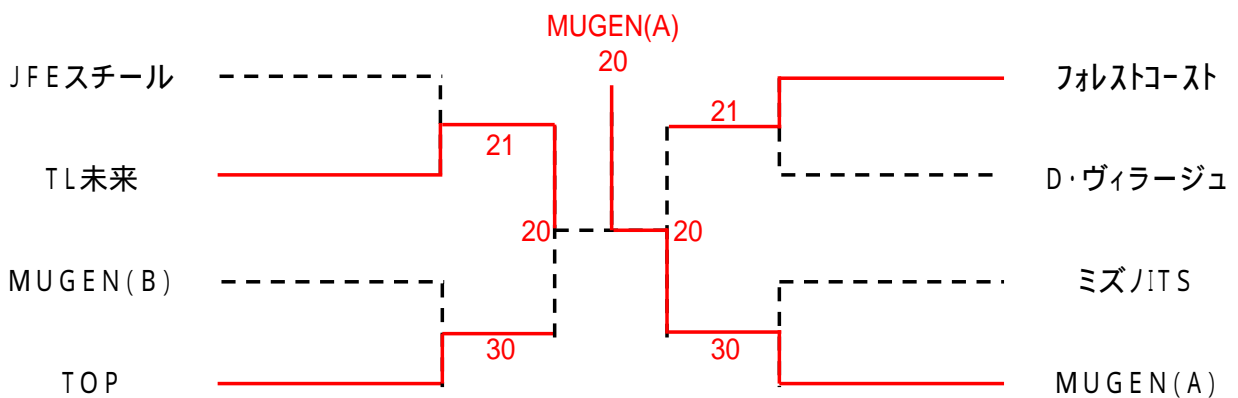 MUGEN(A)
20
JFEスチール
フォレストコースト
21
21
TL未来
D・ヴィラージュ
20
20
MUGEN(B)
ミズノITS
30
30
TOP
MUGEN(A)